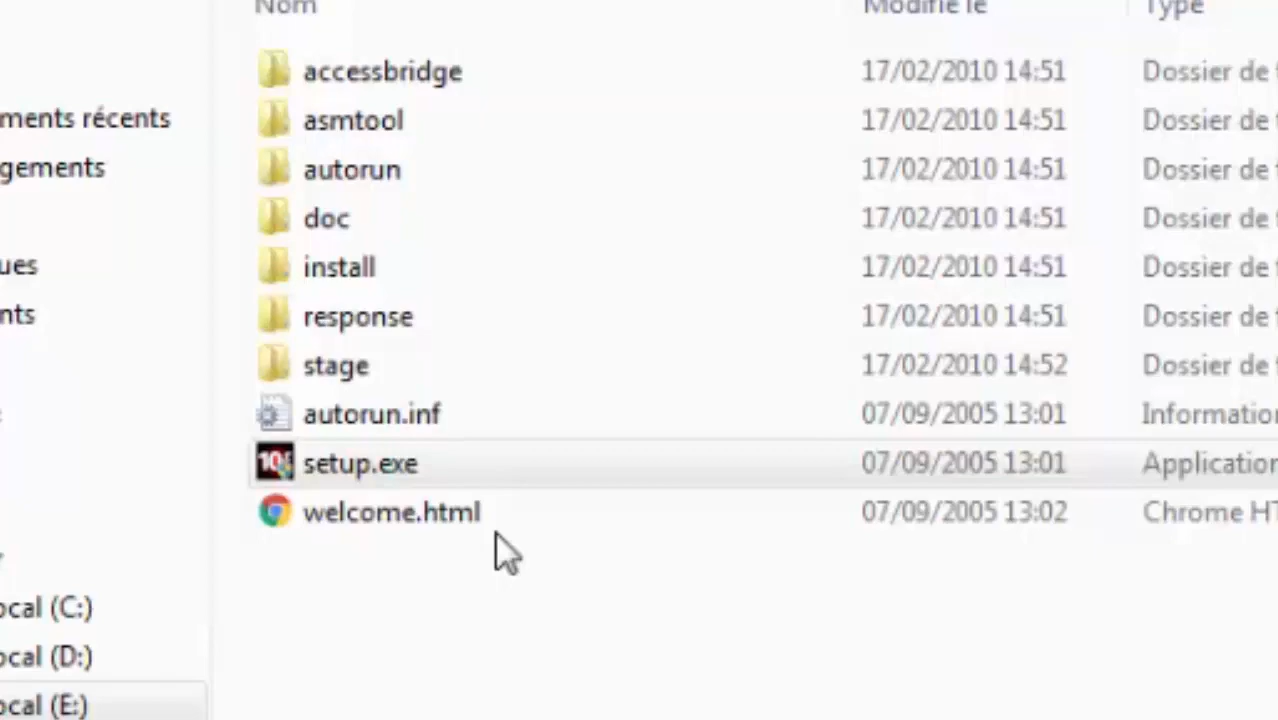 Nom Modifié le Type
accessbridge 17/02/2010 14:51 Dossier de
asmtool 17/02/2010 14:51 Dossier de
ments récents
autorun 17/02/2010 14:51 Dossier de
gements
doc 17/02/2010 14:51 Dossier de
install 17/02/2010 14:51 Dossier de
ues
response 17/02/2010 14:51 Dossier de
nts
stage 17/02/2010 14:52 Dossier de
autorun.inf 07/09/2005 13:01 Informatio
setup.exe 07/09/2005 13:01 Application
welcome.html 07/09/2005 13:02 Chrome HT
ocal (C:)
ocal (D:)
ocal (E:)